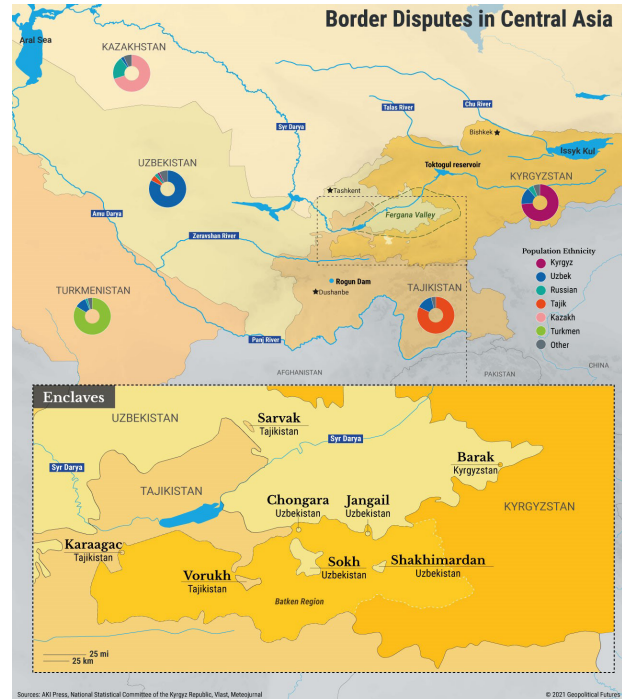 Border Disputes in Central Asia
Aral Sea
KAZAKHSTAN
Talas River
Chu River
Syr Darya
Bishkek
Issyk Kul
UZBEKISTAN
Toktogul reservoir
KYRGYZSTAN
Tashkent
Fergana Valley
Amu Darya
Zeravshan River
Population Ethnicity
Kyrgyz
Uzbek
Russian
Tajik
Kazakh
Turkmen
Other
Rogun Dam
Dushanbe
TURKMENISTAN
TAJIKISTAN
Panj River
AFGHANISTAN
PAKISTAN
CHINA
Enclaves
UZBEKISTAN
Sarvak
Tajikistan
Syr Darya
Barak
Kyrgyzstan
Syr Darya
TAJIKISTAN
Chongara
Uzbekistan
Jangail
Uzbekistan
KYRGYZSTAN
Karaagac
Tajikistan
Vorukh
Tajikistan
Sokh
Uzbekistan
Shakhimardan
Uzbekistan
Batken Region
25 mi
25 km
Sources: AKI Press, National Statistical Committee of the Kyrgyz Republic, Vlast, Meteojurnal
© 2021 Geopolitical Futures